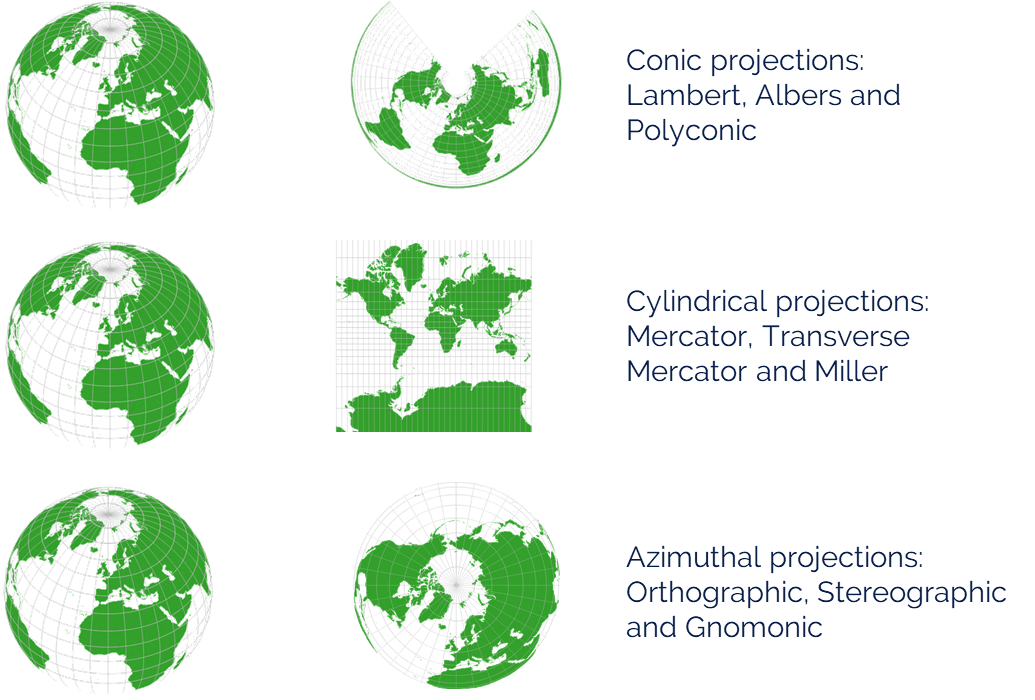 Conic projections:
Lambert, Albers and
Polyconic
Cylindrical projections:
Mercator, Transverse
Mercator and Miller
Azimuthal projections:
Orthographic, Stereographic
and Gnomonic